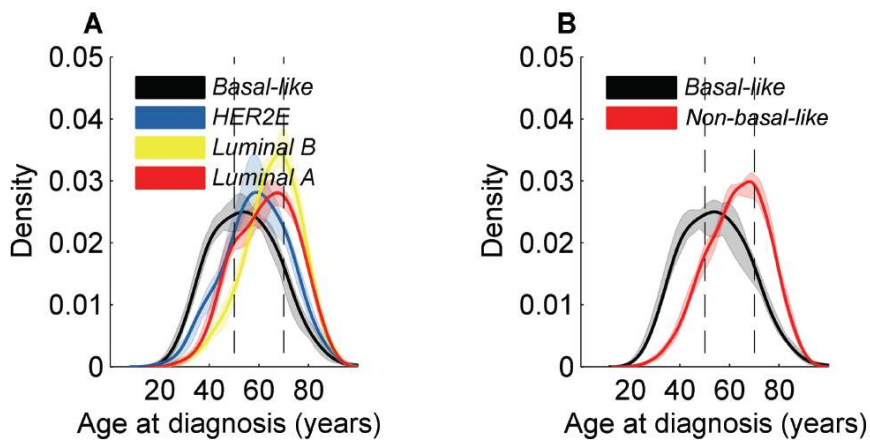 A
0.05
0.04
0.03
0.02
0.01
0
Density
Basal-like
HER2E
Luminal B
Luminal A
20 40 60 80
Age at diagnosis (years)
B
0.05
0.04
0.03
0.02
0.01
0
Density
Basal-like
Non-basal-like
20 40 60 80
Age at diagnosis (years)